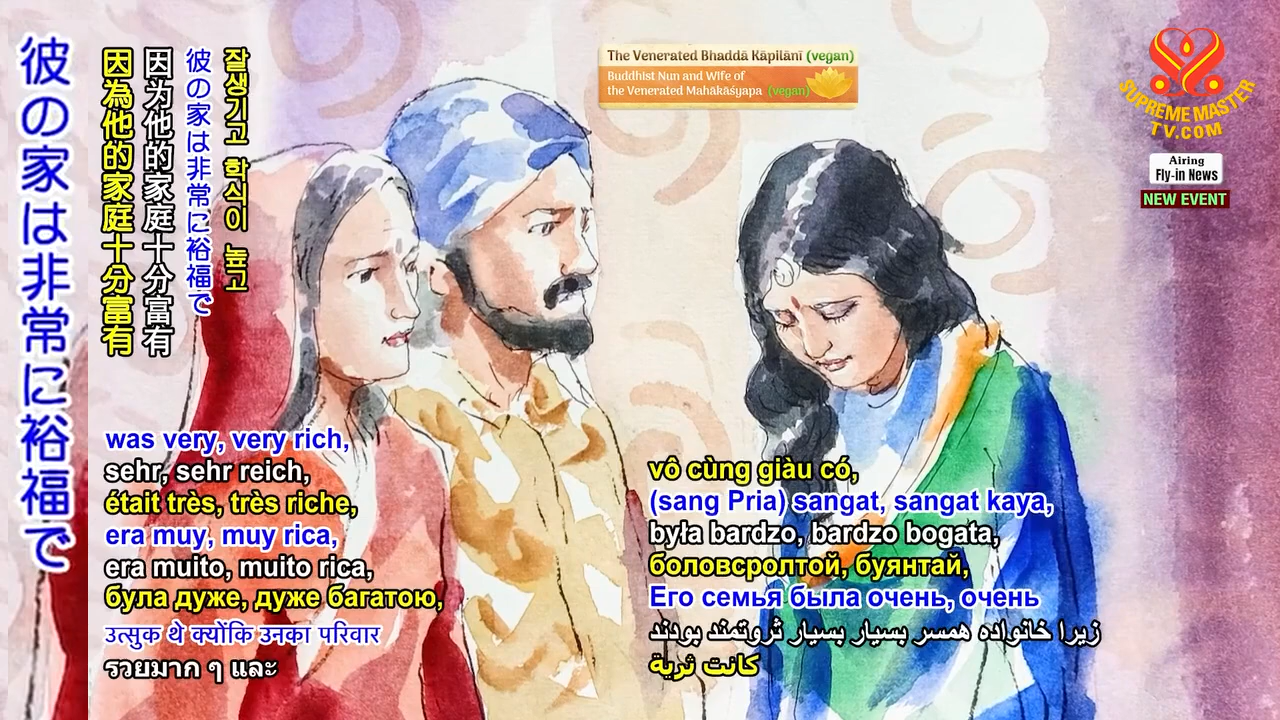 彼の家は非常に裕福で
因為他的家庭十分富有
因为他的家庭十分富有
彼の家は非常に裕福で
잘생기고 학식이 높고
The Venerated Bhaddā Kāpilānī (vegan)
Buddhist Nun and Wife of
the Venerated Mahākāśyapa (vegan)
SUPREME MASTER
TV.COM
Airing
Fly-in News
NEW EVENT
was very, very rich,
sehr, sehr reich,
était très, très riche,
era muy, muy rica,
era muito, muito rica,
була дуже, дуже багатою,
उत्सुक थे क्योंकि उनका परिवार
รวยมาก ๆ และ
vô cùng giàu có,
(sang Pria) sangat, sangat kaya,
była bardzo, bardzo bogata,
боловсролтой, буянтай,
Его семья была очень, очень
زیرا خانواده همسر بسیار بسیار ثروتمند بودند
كانت ثرية